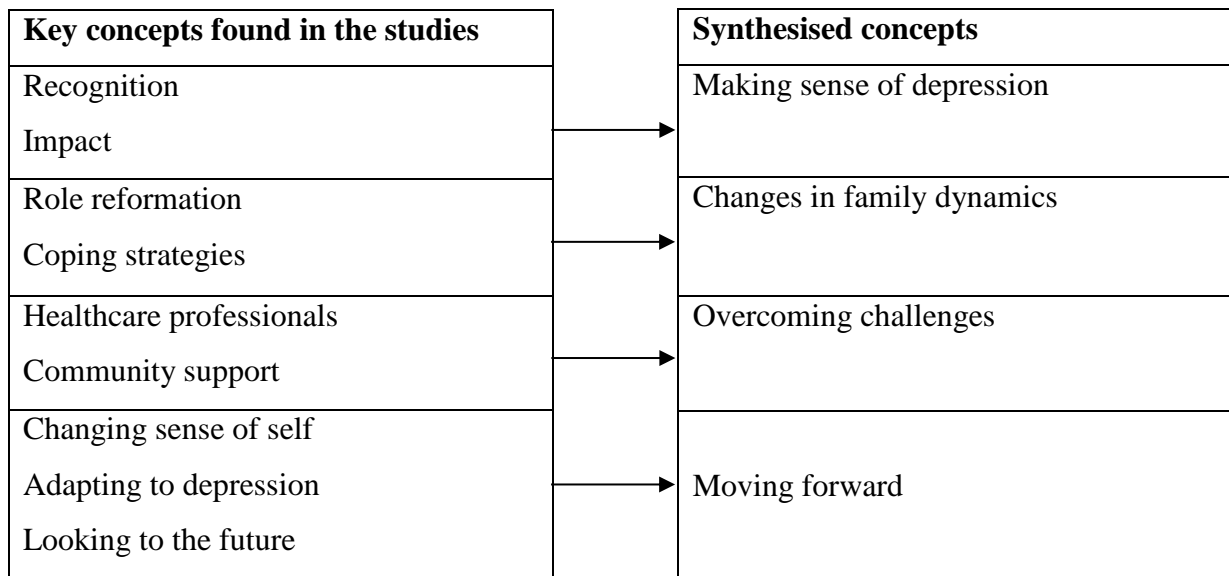 Key concepts found in the studies
Recognition
Impact
Role reformation
Coping strategies
Healthcare professionals
Community support
Changing sense of self
Adapting to depression
Looking to the future
Synthesised concepts
Making sense of depression
Changes in family dynamics
Overcoming challenges
Moving forward